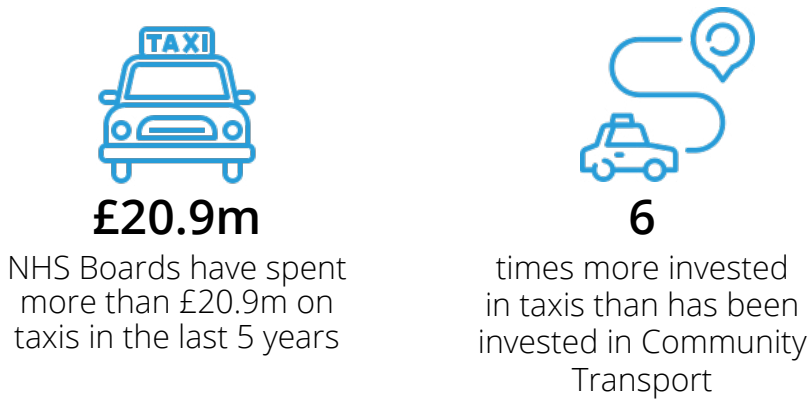 TAXI
£20.9m
NHS Boards have spent
more than £20.9m on
taxis in the last 5 years
6
times more invested
in taxis than has been
invested in Community
Transport